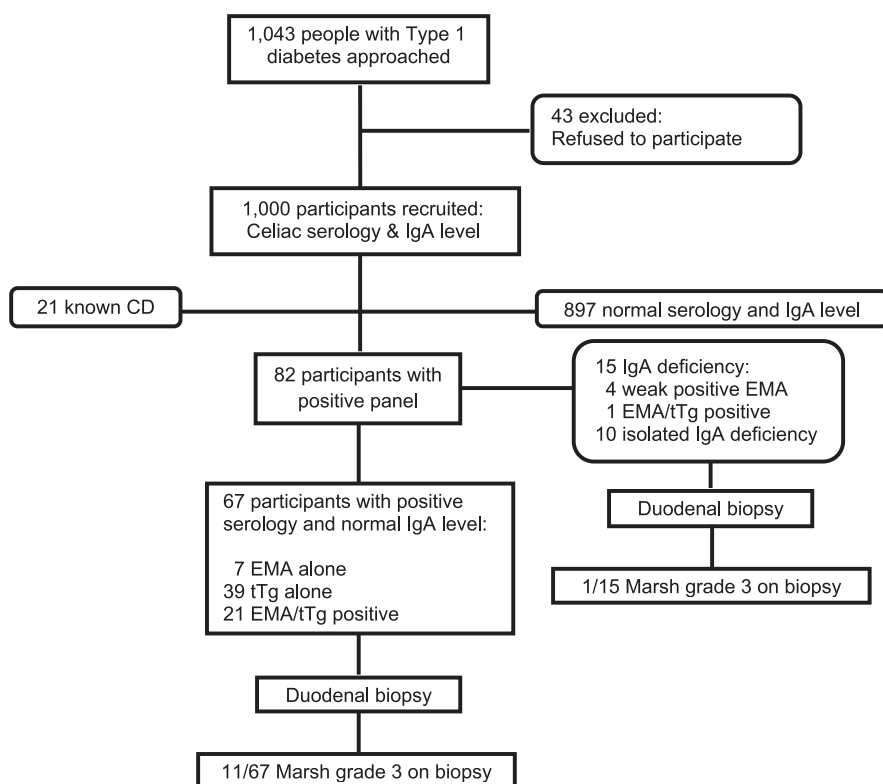 1,043 people with Type 1
diabetes approached
43 excluded:
Refused to participate
1,000 participants recruited:
Celiac serology & IgA level
21 known CD
897 normal serology and IgA level
82 participants with
positive panel
15 IgA deficiency:
4 weak positive EMA
1 EMA/tTg positive
10 isolated IgA deficiency
67 participants with positive
serology and normal IgA level:
7 EMA alone
39 tTg alone
21 EMA/tTg positive
Duodenal biopsy
1/15 Marsh grade 3 on biopsy
Duodenal biopsy
11/67 Marsh grade 3 on biopsy